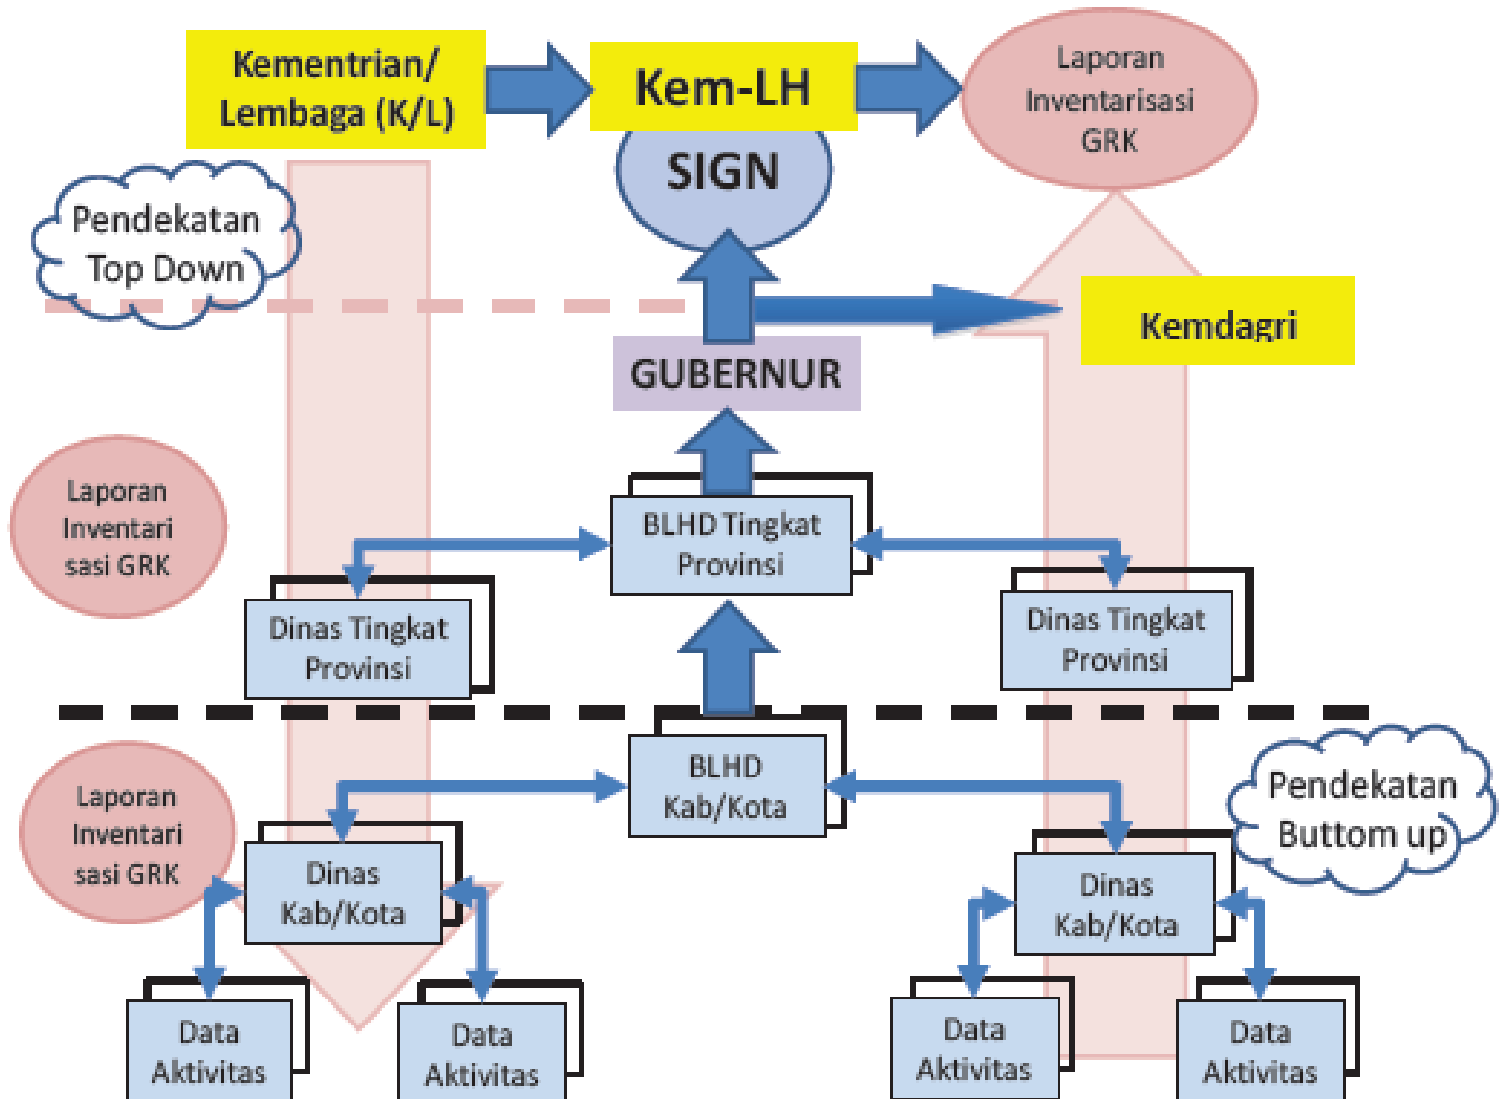 Kementrian/
Lembaga (K/L)
Kem-LH
SIGN
Laporan
Inventarisasi
GRK
Pendekatan
Top Down
Kemdagri
GUBERNUR
Laporan
Inventari
sasi GRK
BLHD Tingkat
Provinsi
Dinas Tingkat
Provinsi
Dinas Tingkat
Provinsi
BLHD
Kab/Kota
Pendekatan
Buttom up
Laporan
Inventari
sasi GRK
Dinas
Kab/Kota
Dinas
Kab/Kota
Data
Aktivitas
Data
Aktivitas
Data
Aktivitas
Data
Aktivitas